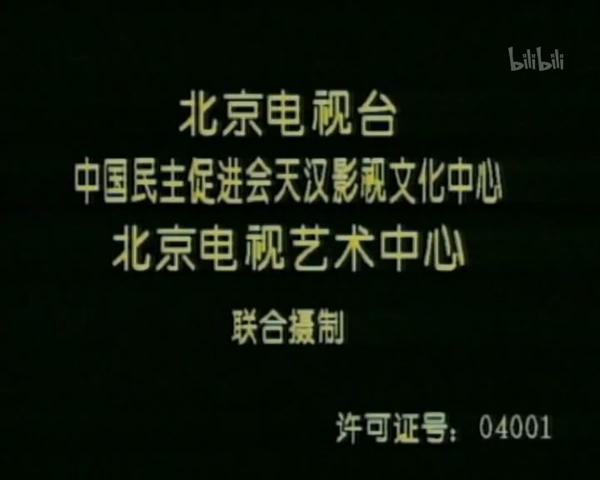 bilibili
北京电视台
中国民主促进会天汉影视文化中心
北京电视艺术中心
联合摄制
许可证号：04001